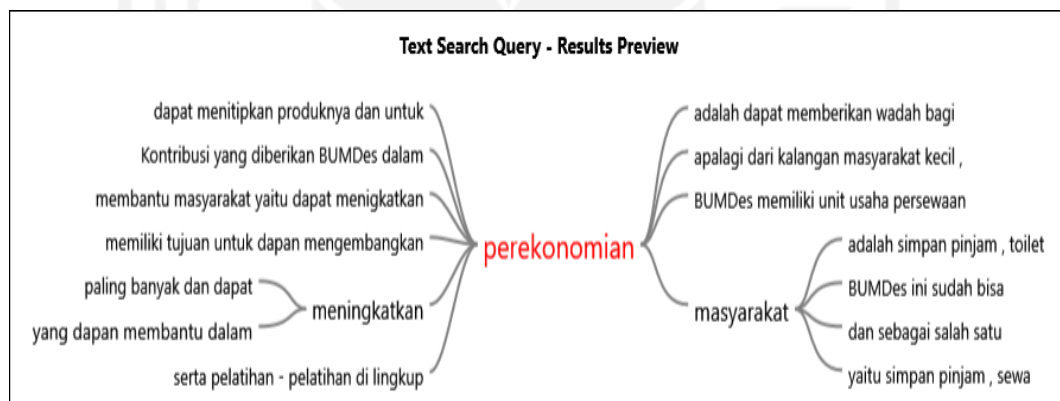 Text Search Query - Results Preview
dapat menitipkan produknya dan untuk
Kontribusi yang diberikan BUMDes dalam
membantu masyarakat yaitu dapat menigkatkan
memiliki tujuan untuk dapan mengembangkan
paling banyak dan dapat
yang dapan membantu dalam
meningkatkan
serta pelatihan - pelatihan di lingkup
perekonomian
adalah dapat memberikan wadah bagi
apalagi dari kalangan masyarakat kecil ,
BUMDes memiliki unit usaha persewaan
masyarakat
adalah simpan pinjam , toilet
BUMDes ini sudah bisa
dan sebagai salah satu
yaitu simpan pinjam , sewa